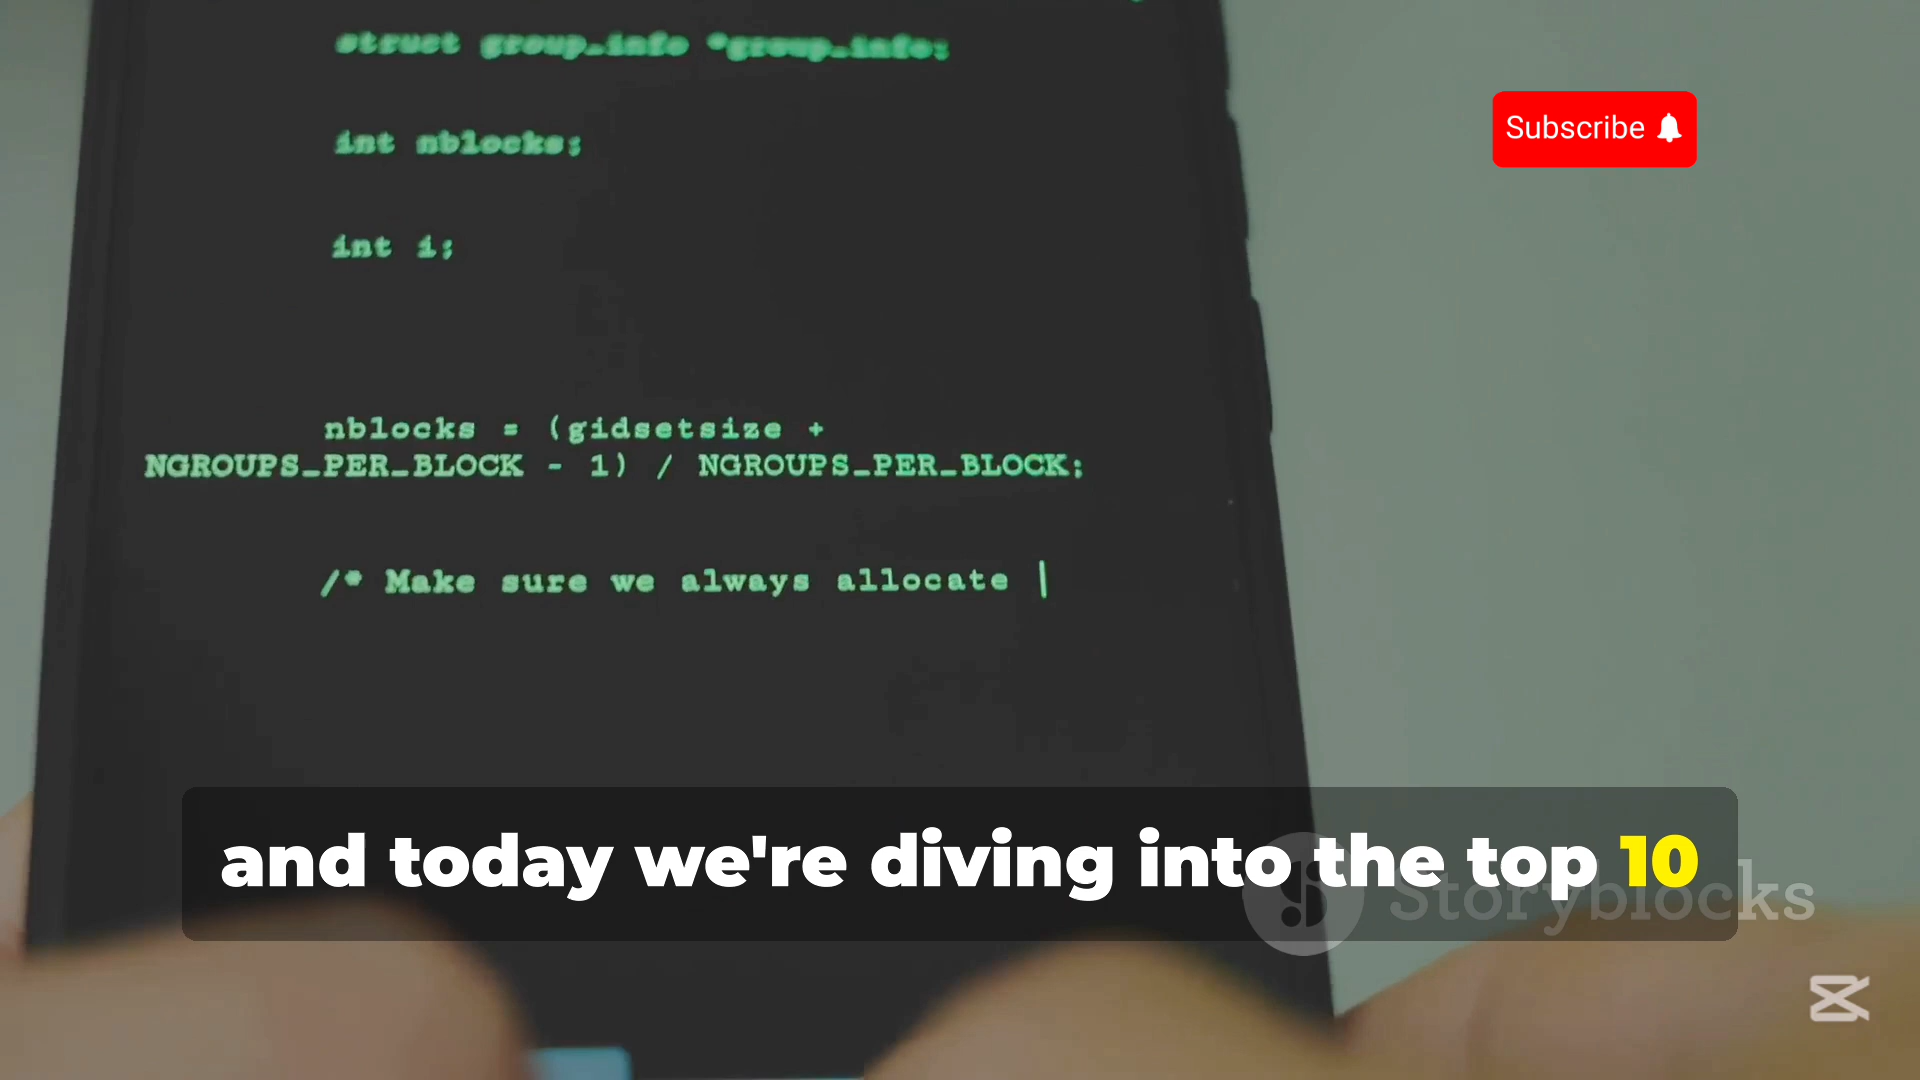 struct group_info *group_info;
Subscribe
int nblocks;
int i;
nblocks = (gidsetsize +
NGROUPS_PER_BLOCK - 1) / NGROUPS_PER_BLOCK;
/* Make sure we always allocate
and today we're diving into the top 10
Storyblocks